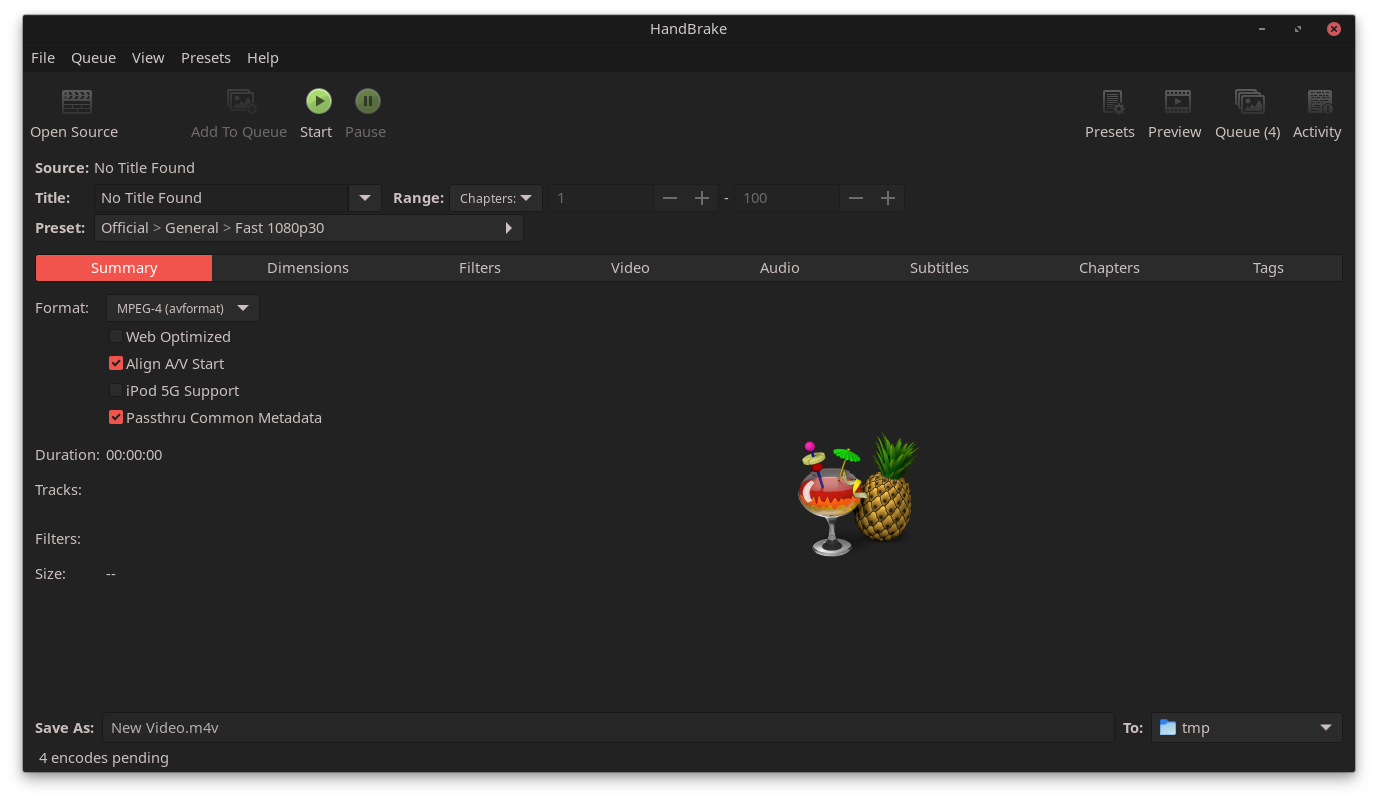 HandBrake
File Queue View Presets Help
Open Source Add To Queue Start Pause Presets Preview Queue (4) Activity
Source: No Title Found
Title: No Title Found Range: Chapters: 1 - 100
Preset: Official > General > Fast 1080p30
Summary Dimensions Filters Video Audio Subtitles Chapters Tags
Format: MPEG-4 (avformat)
Web Optimized
Align A/V Start
iPod 5G Support
Passthru Common Metadata
Duration: 00:00:00
Tracks:
Filters:
Size: --
Save As: New Video.m4v To: tmp
4 encodes pending